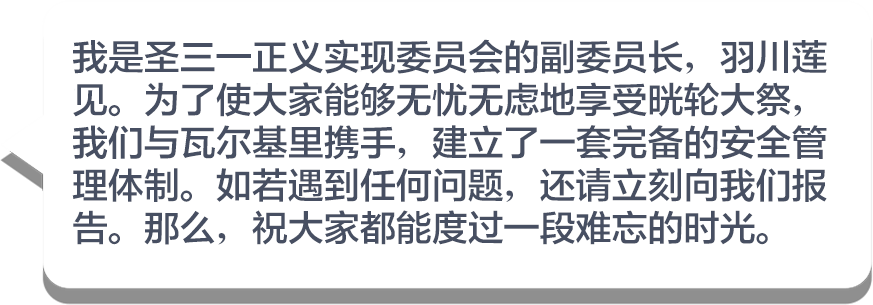 我是圣三一正义实现委员会的副委员长，羽川莲
见。为了使大家能够无忧无虑地享受晄轮大祭，
我们与瓦尔基里携手，建立了一套完备的安全管
理体制。如若遇到任何问题，还请立刻向我们报
告。那么，祝大家都能度过一段难忘的时光。